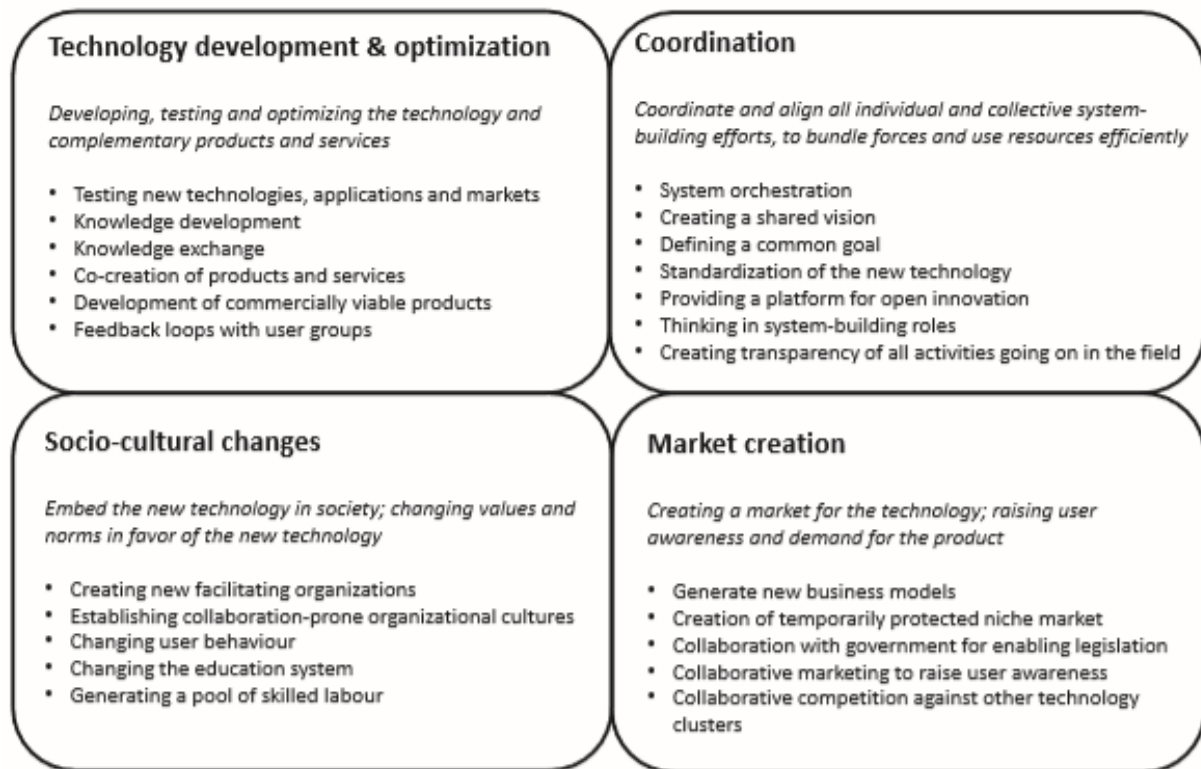 Technology development & optimization
Developing, testing and optimizing the technology and
complementary products and services
• Testing new technologies, applications and markets
• Knowledge development
• Knowledge exchange
• Co-creation of products and services
• Development of commercially viable products
• Feedback loops with user groups
Coordination
Coordinate and align all individual and collective system-
building efforts, to bundle forces and use resources efficiently
• System orchestration
• Creating a shared vision
• Defining a common goal
• Standardization of the new technology
• Providing a platform for open innovation
• Thinking in system-building roles
• Creating transparency of all activities going on in the field
Socio-cultural changes
Embed the new technology in society; changing values and
norms in favor of the new technology
• Creating new facilitating organizations
• Establishing collaboration-prone organizational cultures
• Changing user behaviour
• Changing the education system
• Generating a pool of skilled labour
Market creation
Creating a market for the technology; raising user
awareness and demand for the product
• Generate new business models
• Creation of temporarily protected niche market
• Collaboration with government for enabling legislation
• Collaborative marketing to raise user awareness
• Collaborative competition against other technology
clusters